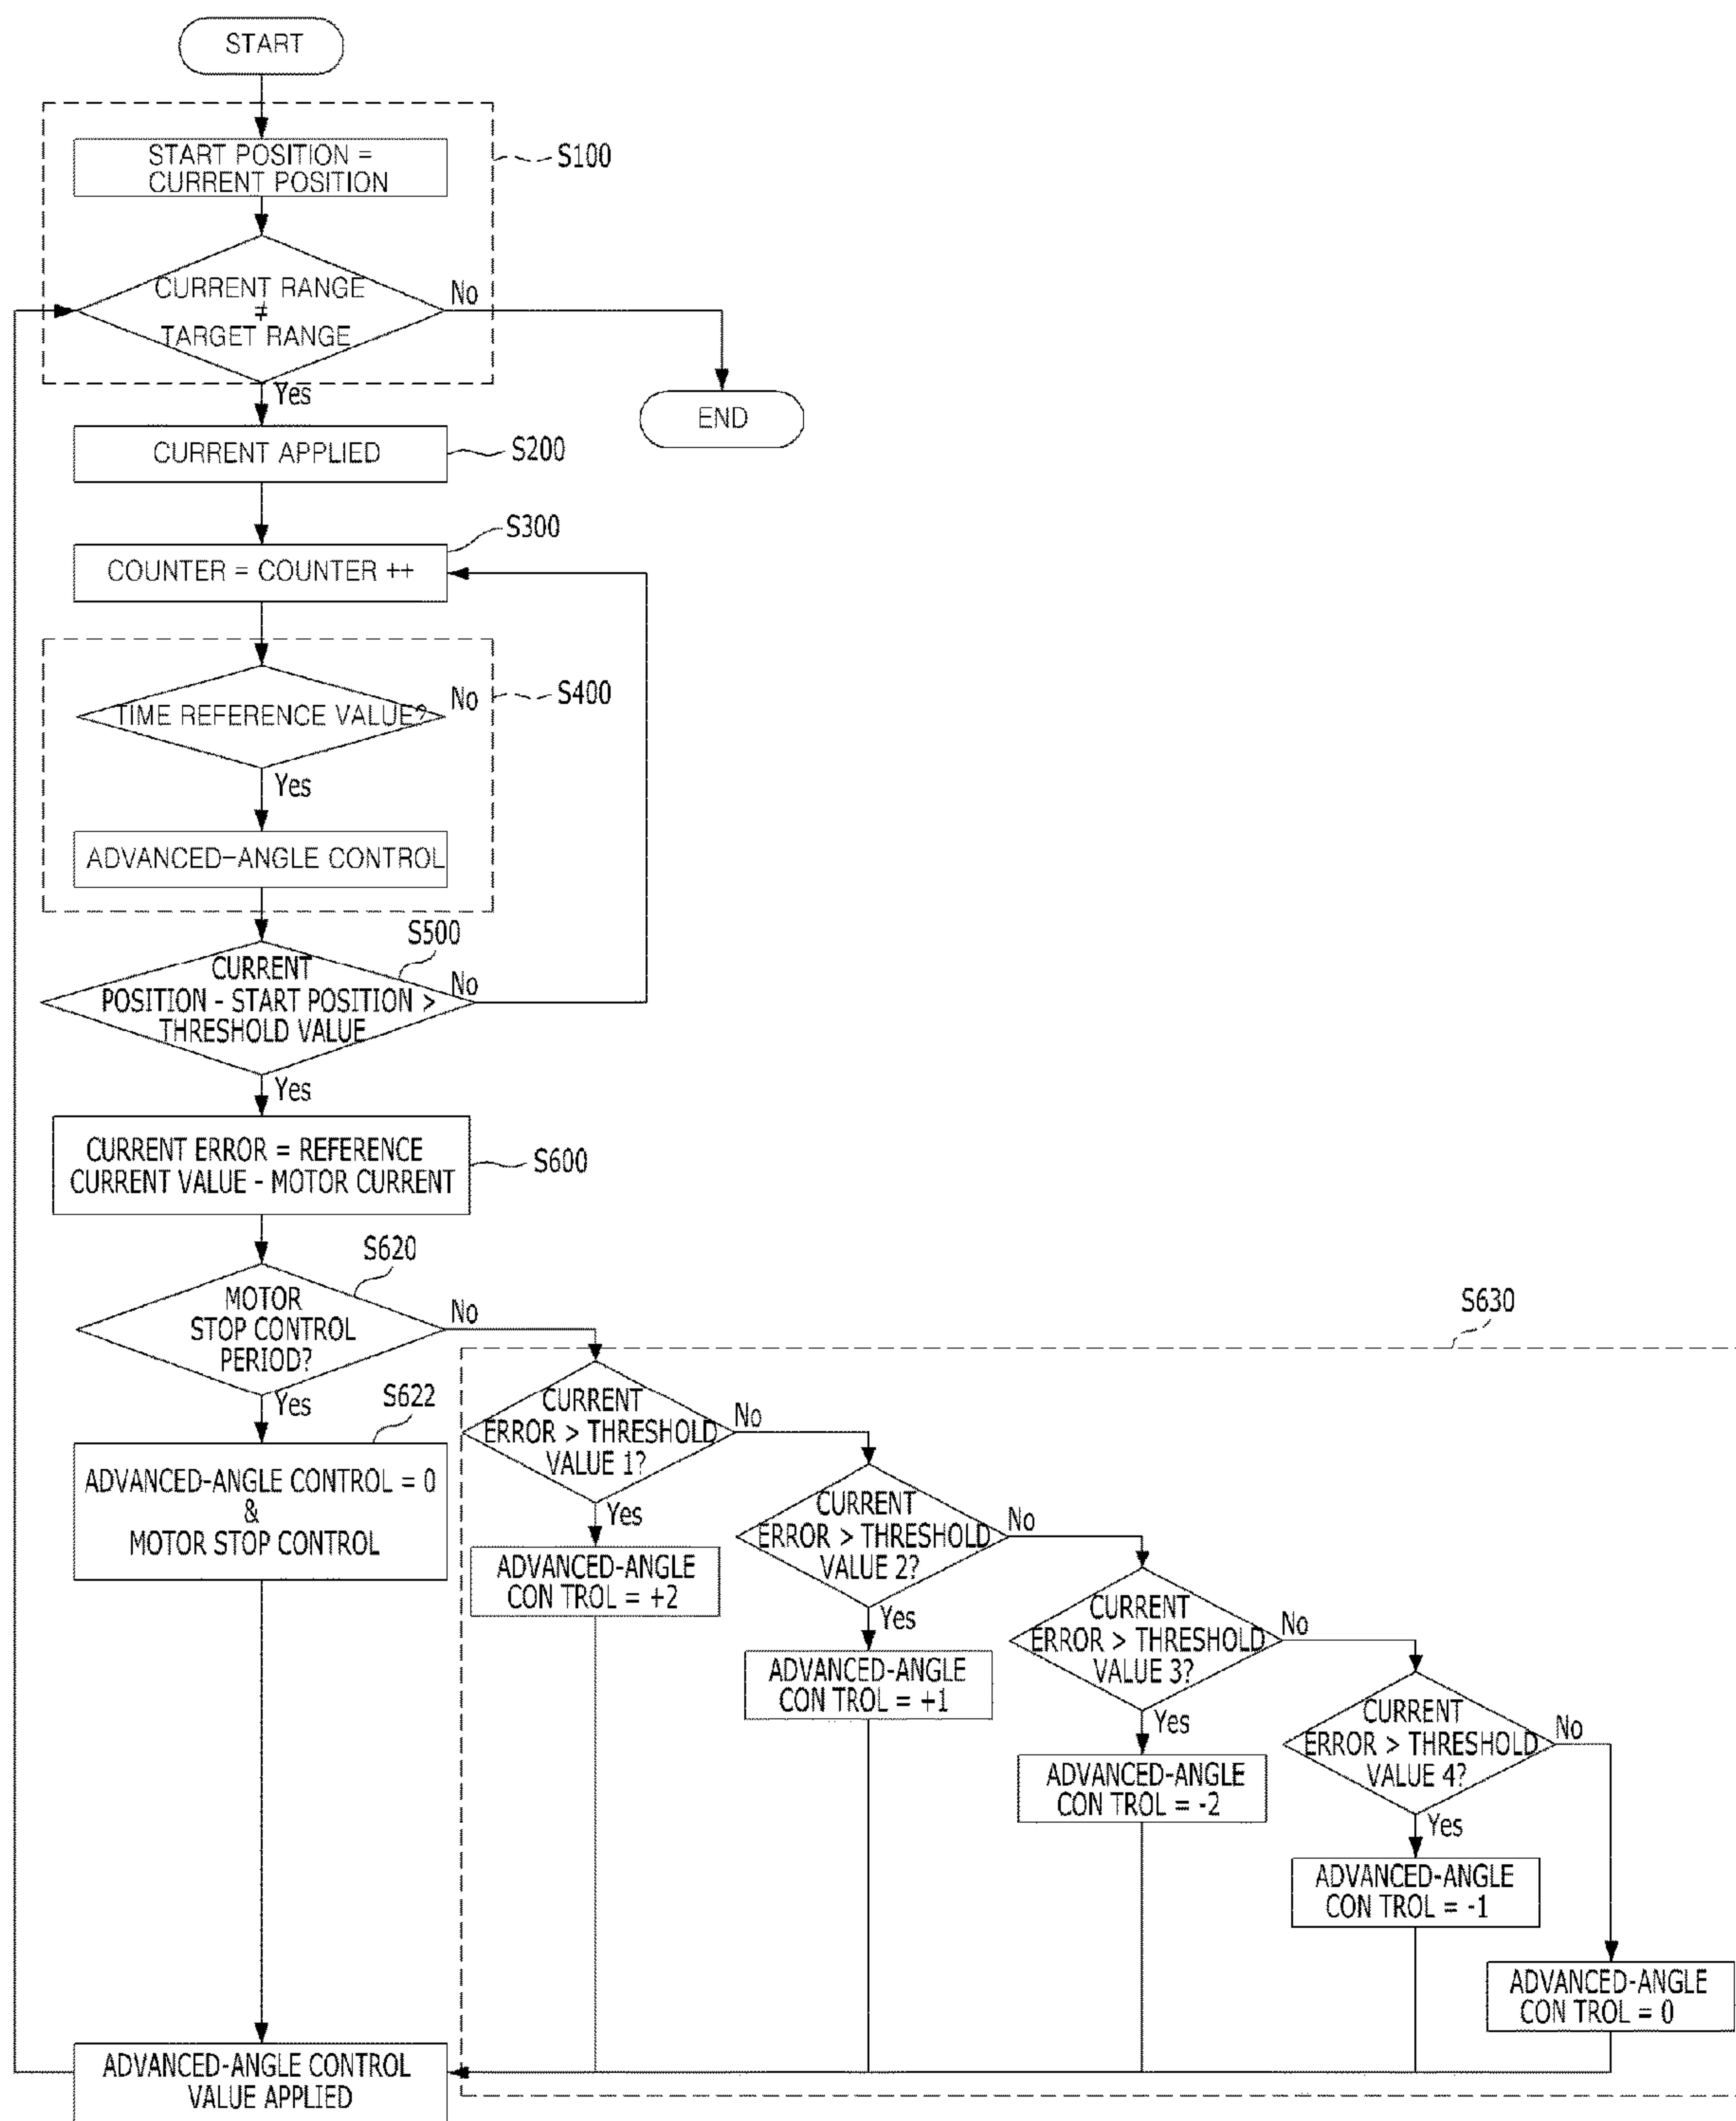 START
START POSITION =
CURRENT POSITION
S100
CURRENT RANGE
≠
TARGET RANGE
No
Yes
END
CURRENT APPLIED
S200
S300
COUNTER = COUNTER ++
TIME REFERENCE VALUE?
No
S400
Yes
ADVANCED-ANGLE CONTROL
S500
CURRENT
POSITION - START POSITION >
THRESHOLD VALUE
No
Yes
CURRENT ERROR = REFERENCE
CURRENT VALUE - MOTOR CURRENT
S600
S620
MOTOR
STOP CONTROL
PERIOD?
No
Yes
S622
ADVANCED-ANGLE CONTROL = 0
&
MOTOR STOP CONTROL
S630
CURRENT
ERROR > THRESHOLD
VALUE 1?
No
Yes
ADVANCED-ANGLE
CON TROL = +2
CURRENT
ERROR > THRESHOLD
VALUE 2?
No
Yes
ADVANCED-ANGLE
CON TROL = +1
CURRENT
ERROR > THRESHOLD
VALUE 3?
No
Yes
ADVANCED-ANGLE
CON TROL = -2
CURRENT
ERROR > THRESHOLD
VALUE 4?
No
Yes
ADVANCED-ANGLE
CON TROL = -1
ADVANCED-ANGLE
CON TROL = 0
ADVANCED-ANGLE CONTROL
VALUE APPLIED